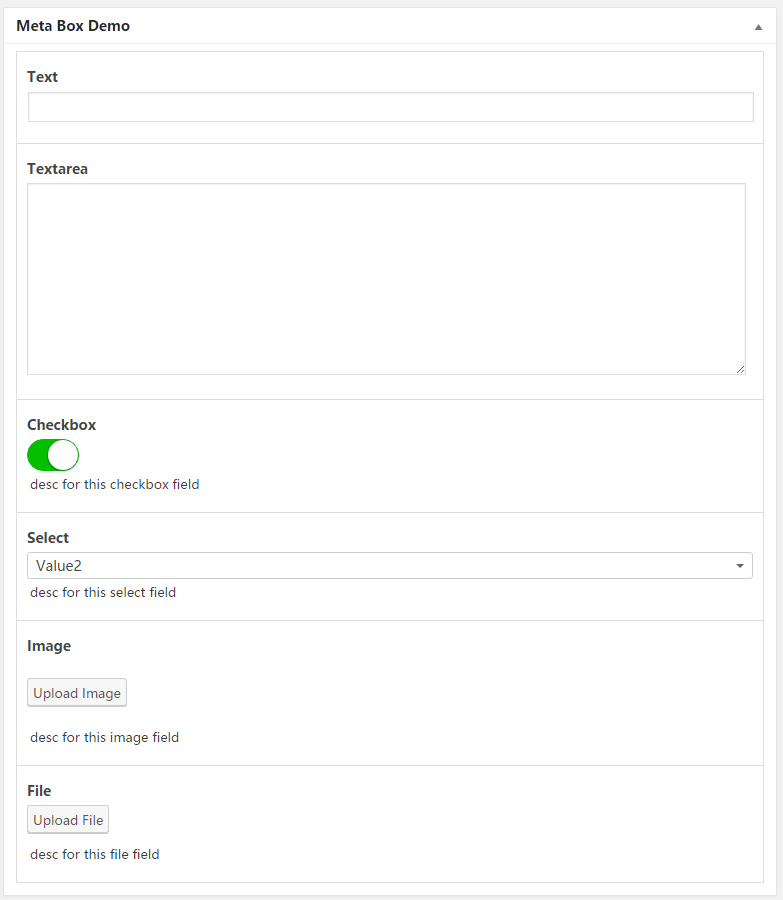 Meta Box Demo
Text
Textarea
Checkbox
desc for this checkbox field
Select
Value2
desc for this select field
Image
Upload Image
desc for this image field
File
Upload File
desc for this file field